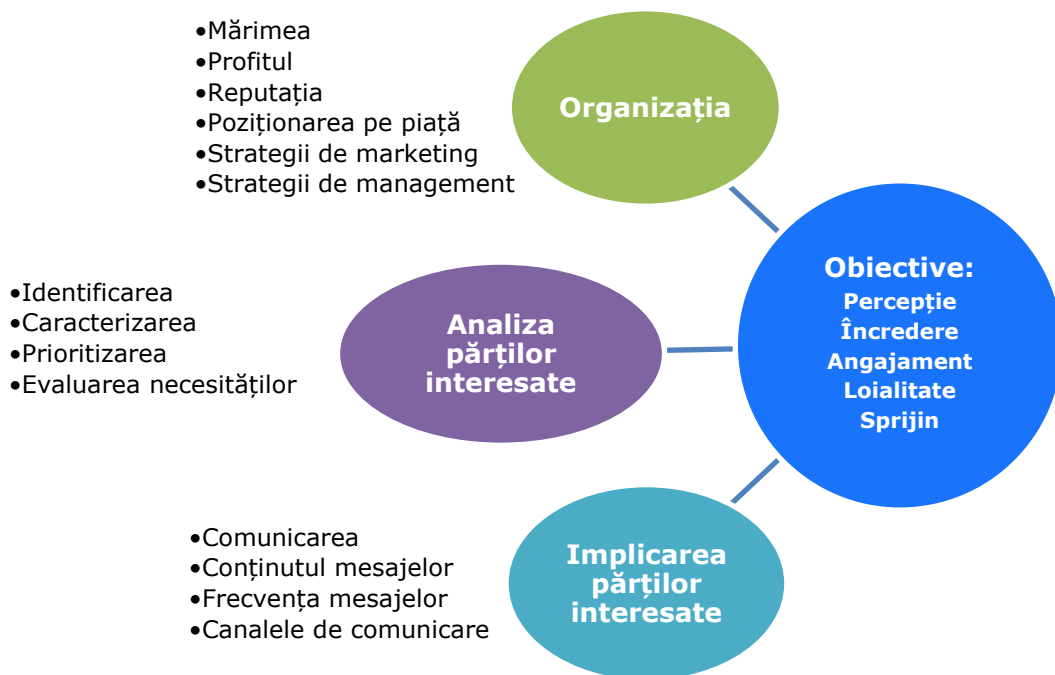 •Mărimea
•Profitul
•Reputația
•Poziționarea pe piață
•Strategii de marketing
•Strategii de management
Organizația
•Identificarea
•Caracterizarea
•Prioritizarea
•Evaluarea necesităților
Analiza
părților
interesate
•Comunicarea
•Conținutul mesajelor
•Frecvența mesajelor
•Canalele de comunicare
Implicarea
părților
interesate
Obiective:
Percepție
Încredere
Angajament
Loialitate
Sprijin